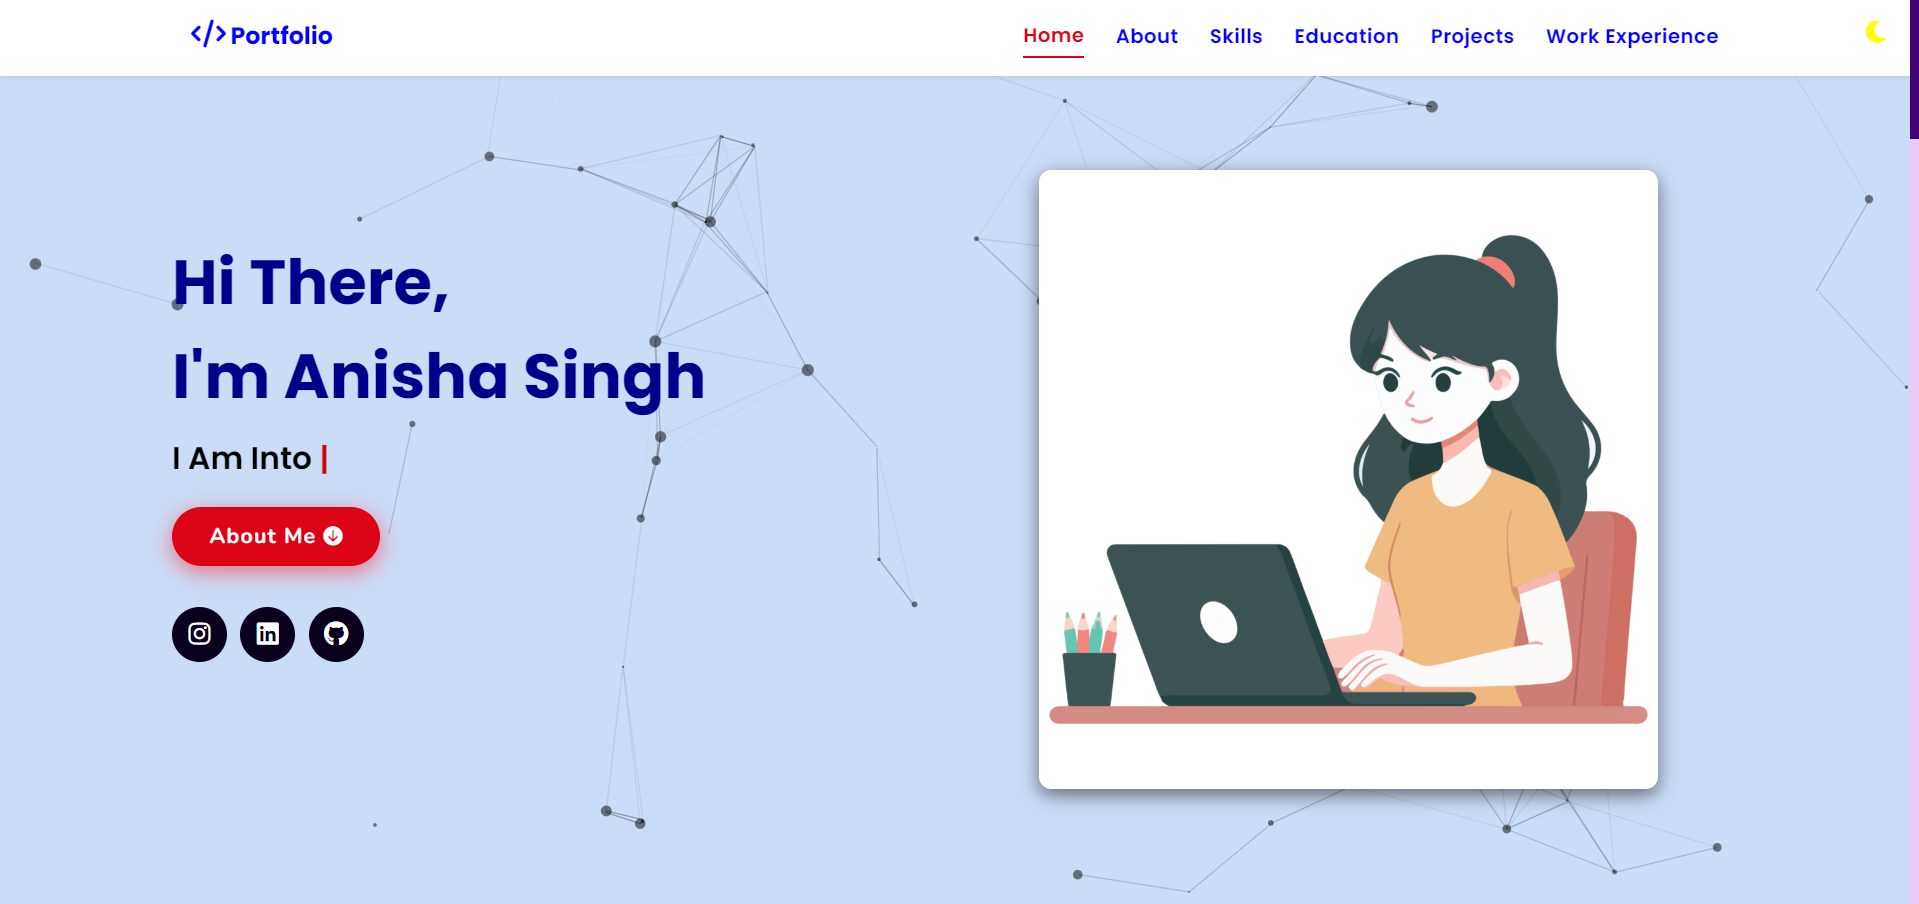 </>Portfolio
Home About Skills Education Projects Work Experience
Hi There,
I'm Anisha Singh
I Am Into |
About Me